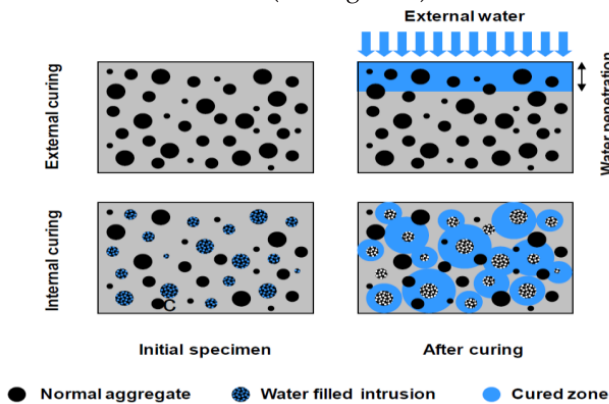 External water
External curing
Water penetration
Internal curing
C
Initial specimen
After curing
Normal aggregate
Water filled intrusion
Cured zone